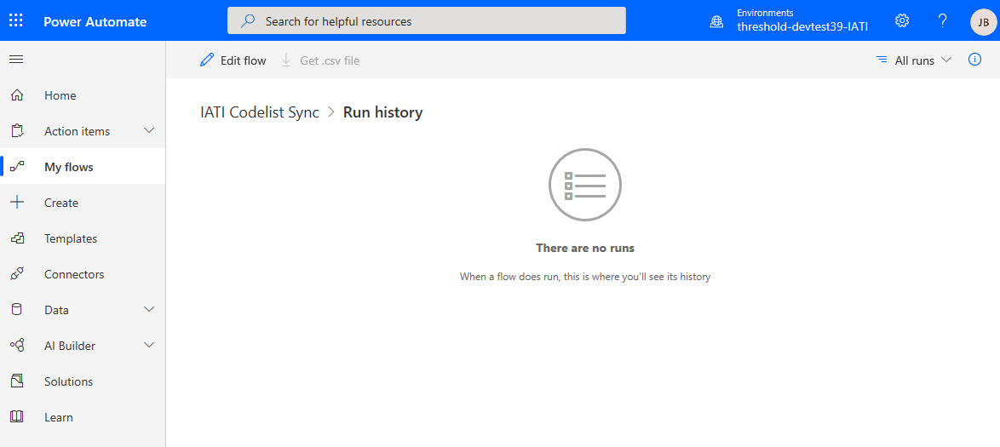 Power Automate
Search for helpful resources
Environments
threshold-devtest39-IATI
?
JB
Edit flow
Get .csv file
All runs
Home
Action items
My flows
Create
Templates
Connectors
Data
AI Builder
Solutions
Learn
IATI Codelist Sync > Run history
There are no runs
When a flow does run, this is where you'll see its history